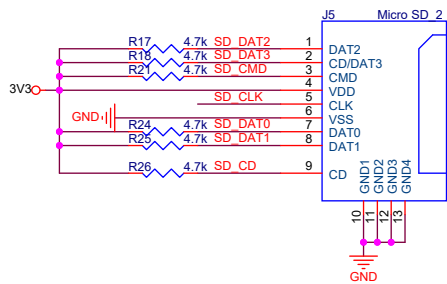 J5 Micro SD_2
R17 4.7k SD_DAT2 1 DAT2
R18 4.7k SD_DAT3 2 CD/DAT3
R21 4.7k SD_CMD 3 CMD
3V3 4 VDD
SD_CLK 5 CLK
GND 6 VSS
R24 4.7k SD_DAT0 7 DAT0
R25 4.7k SD_DAT1 8 DAT1
R26 4.7k SD_CD 9 CD
GND1
GND2
GND3
GND4
10
11
12
13
GND